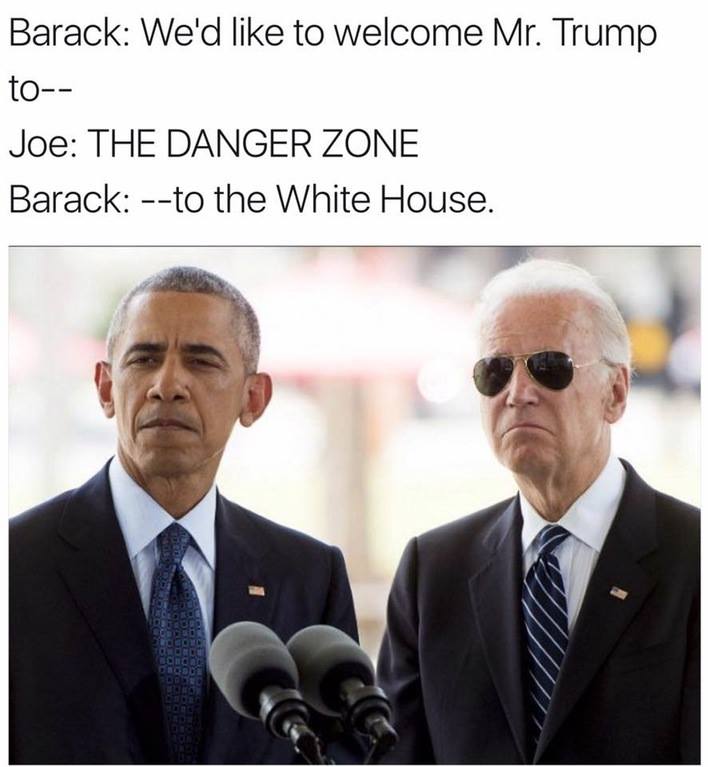 Barack: We'd like to welcome Mr. Trump
to--
Joe: THE DANGER ZONE
Barack: --to the White House.